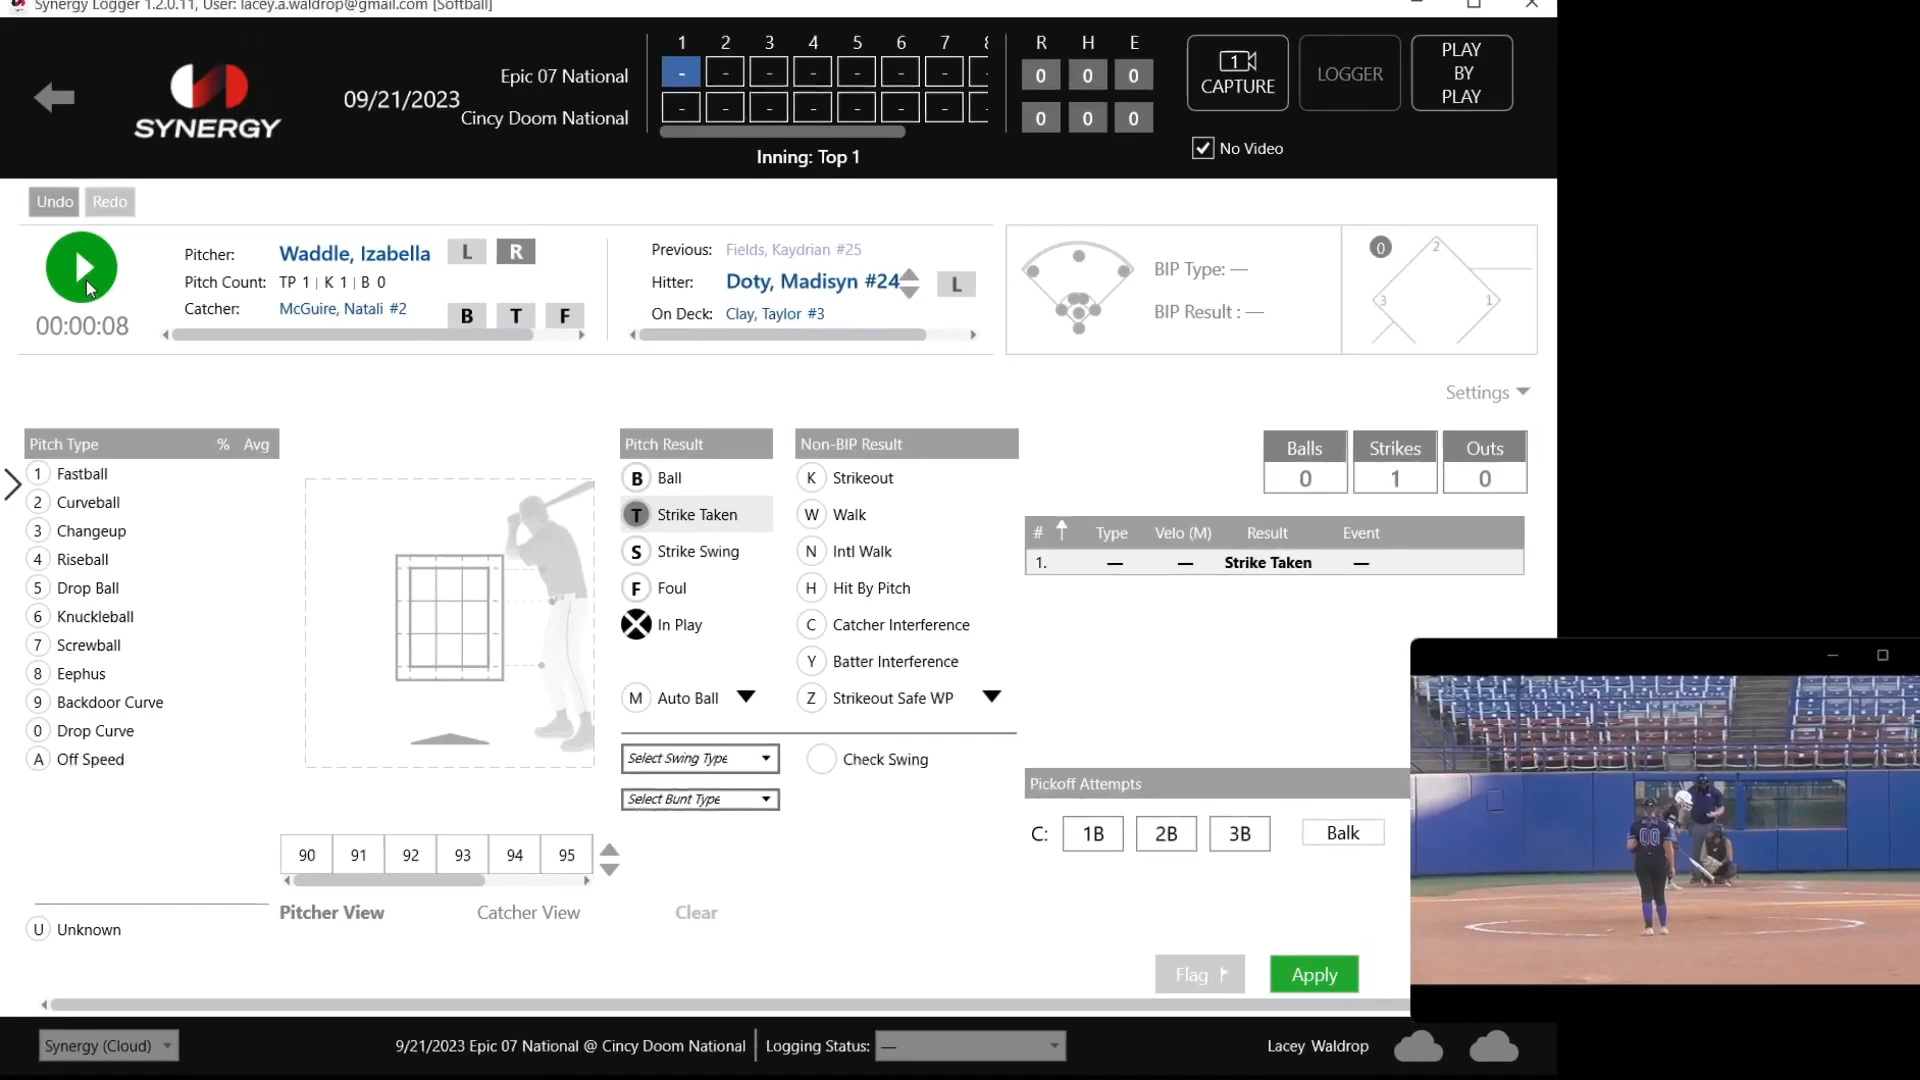 Synergy Logger 1.2.0.11, User: lacey.a.waldrop@gmail.com [Softball]
SYNERGY
09/21/2023
1 2 3 4 5 6 7 8
Epic 07 National - - - - - - - -
Cincy Doom National - - - - - - - -
Inning: Top 1
R H E
0 0 0
0 0 0
1
CAPTURE
LOGGER
PLAY
BY
PLAY
No Video
Undo Redo
00:00:08
Pitcher: Waddle, Izabella L R
Pitch Count: TP 1 | K 1 | B 0
Catcher: McGuire, Natali #2 B T F
Previous: Fields, Kaydrian #25
Hitter: Doty, Madisyn #24 L
On Deck: Clay, Taylor #3
BIP Type: —
BIP Result : —
0 2
3 1
Settings
Pitch Type % Avg
1 Fastball
2 Curveball
3 Changeup
4 Riseball
5 Drop Ball
6 Knuckleball
7 Screwball
8 Eephus
9 Backdoor Curve
0 Drop Curve
A Off Speed
U Unknown
90 91 92 93 94 95
Pitcher View Catcher View Clear
Pitch Result
B Ball
T Strike Taken
S Strike Swing
F Foul
X In Play
M Auto Ball
Select Swing Type
Select Bunt Type
Non-BIP Result
K Strikeout
W Walk
N Intl Walk
H Hit By Pitch
C Catcher Interference
Y Batter Interference
Z Strikeout Safe WP
Check Swing
Balls Strikes Outs
0 1 0
# Type Velo (M) Result Event
1. — — Strike Taken —
Pickoff Attempts
C: 1B 2B 3B Balk
Flag Apply
00
Synergy (Cloud)
9/21/2023 Epic 07 National @ Cincy Doom National
Logging Status: —
Lacey Waldrop